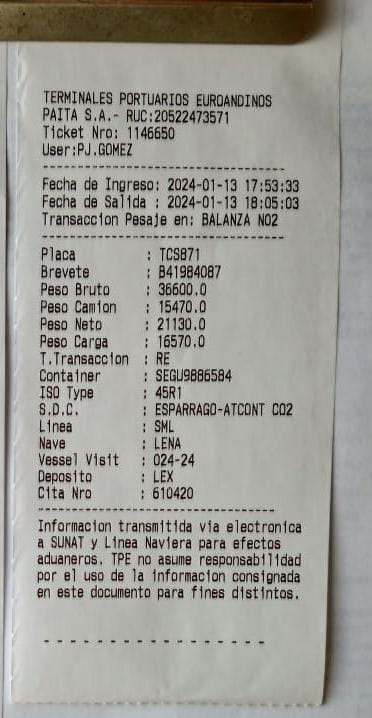 TERMINALES PORTUARIOS EUROANDINOS
PAITA S.A.- RUC:20522473571
Ticket Nro: 1146650
User:PJ.GOMEZ
Fecha de Ingreso: 2024-01-13 17:53:33
Fecha de Salida : 2024-01-13 18:05:03
Transaccion Pesaje en: BALANZA NO2
Placa : TCS871
Brevete : B41984087
Peso Bruto : 36600.0
Peso Camion : 15470.0
Peso Neto : 21130.0
Peso Carga : 16570.0
T.Transaccion : RE
Container : SEGU9886584
ISO Type : 45R1
S.D.C. : ESPARRAGO-ATCONT CO2
Linea : SML
Nave : LENA
Vessel Visit : 024-24
Deposito : LEX
Cita Nro : 610420
Informacion transmitida via electronica
a SUNAT y Linea Naviera para efectos
aduaneros. TPE no asume responsabilidad
por el uso de la informacion consignada
en este documento para fines distintos.